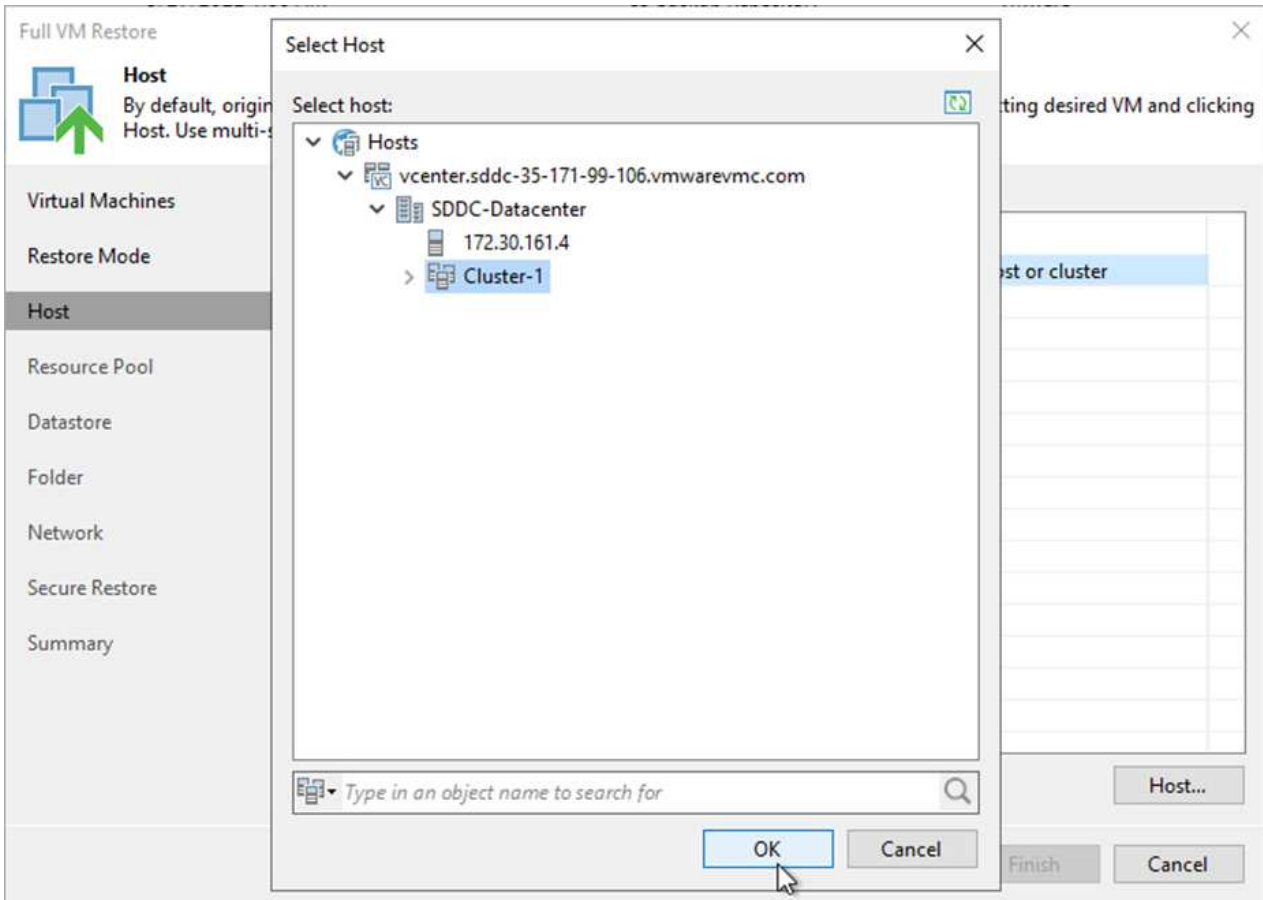 Full VM Restore
Host
By default, origin
Host. Use multi-s
ting desired VM and clicking
Virtual Machines
Restore Mode
Host
Resource Pool
Datastore
Folder
Network
Secure Restore
Summary
Select Host
Select host:
Hosts
vcenter.sddc-35-171-99-106.vmwarevmc.com
SDDC-Datacenter
172.30.161.4
Cluster-1
Type in an object name to search for
OK
Cancel
ost or cluster
Host...
Finish
Cancel